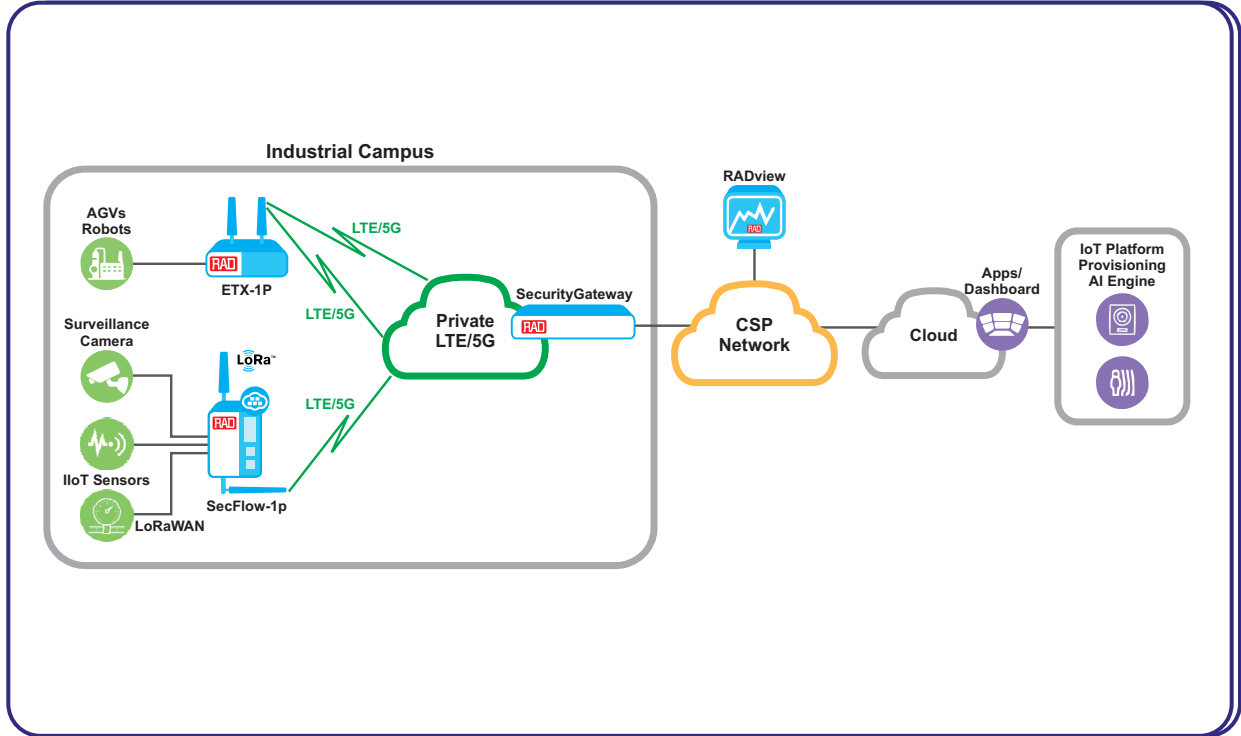 Industrial Campus
AGVs
Robots
RAD
ETX-1P
LTE/5G
LTE/5G
Surveillance
Camera
LoRa™
RAD
LTE/5G
IIoT Sensors
LoRaWAN
SecFlow-1p
Private
LTE/5G
SecurityGateway
RAD
RADview
RAD
CSP
Network
Cloud
Apps/
Dashboard
IoT Platform
Provisioning
AI Engine